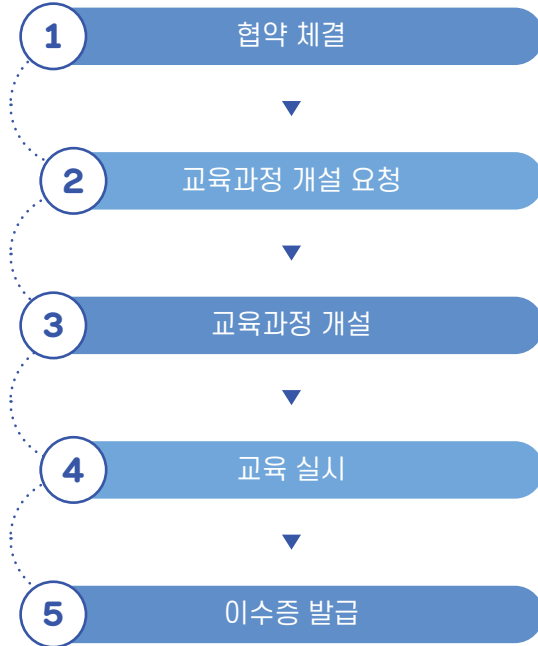 1 협약 체결
2 교육과정 개설 요청
3 교육과정 개설
4 교육 실시
5 이수증 발급